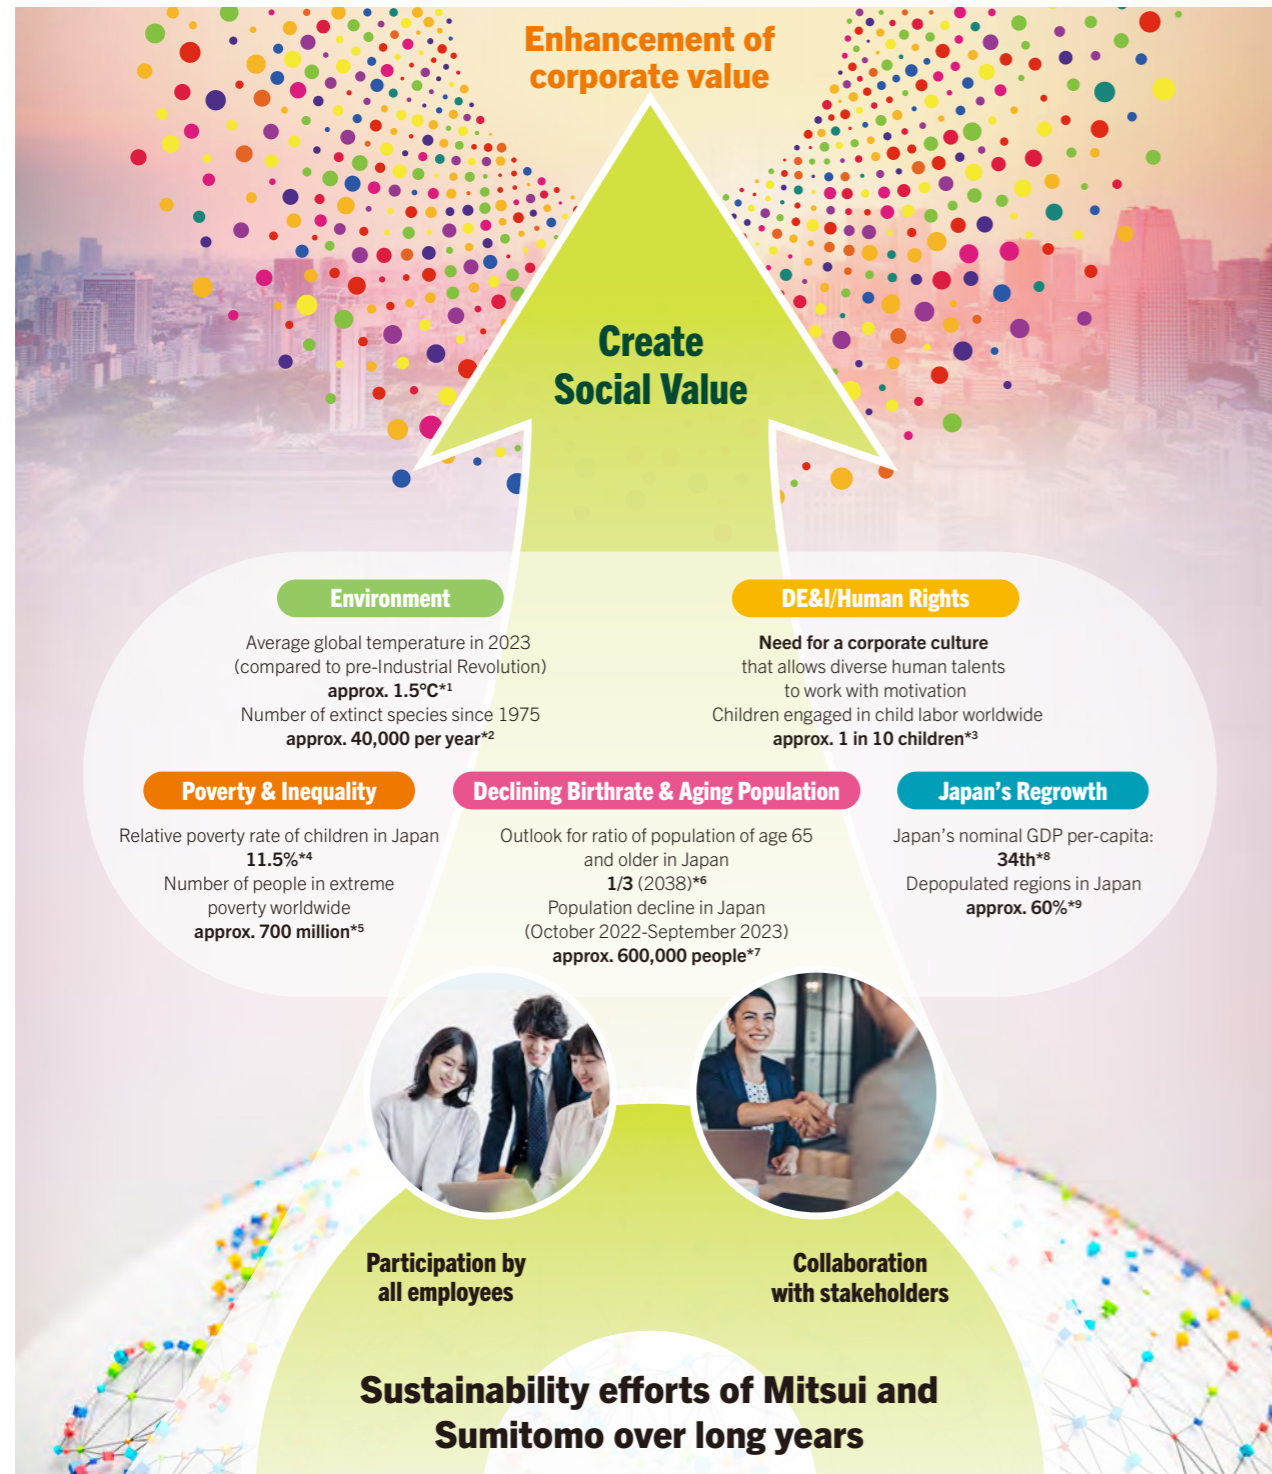 Enhancement of
corporate value
Create
Social Value
Environment
Average global temperature in 2023
(compared to pre-Industrial Revolution)
approx. 1.5°C*1
Number of extinct species since 1975
approx. 40,000 per year*2
DE&I/Human Rights
Need for a corporate culture
that allows diverse human talents
to work with motivation
Children engaged in child labor worldwide
approx. 1 in 10 children*3
Poverty & Inequality
Relative poverty rate of children in Japan
11.5%*4
Number of people in extreme
poverty worldwide
approx. 700 million*5
Declining Birthrate & Aging Population
Outlook for ratio of population of age 65
and older in Japan
1/3 (2038)*6
Population decline in Japan
(October 2022-September 2023)
approx. 600,000 people*7
Japan's Regrowth
Japan's nominal GDP per-capita:
34th*8
Depopulated regions in Japan
approx. 60%*9
Participation by
all employees
Collaboration
with stakeholders
Sustainability efforts of Mitsui and
Sumitomo over long years